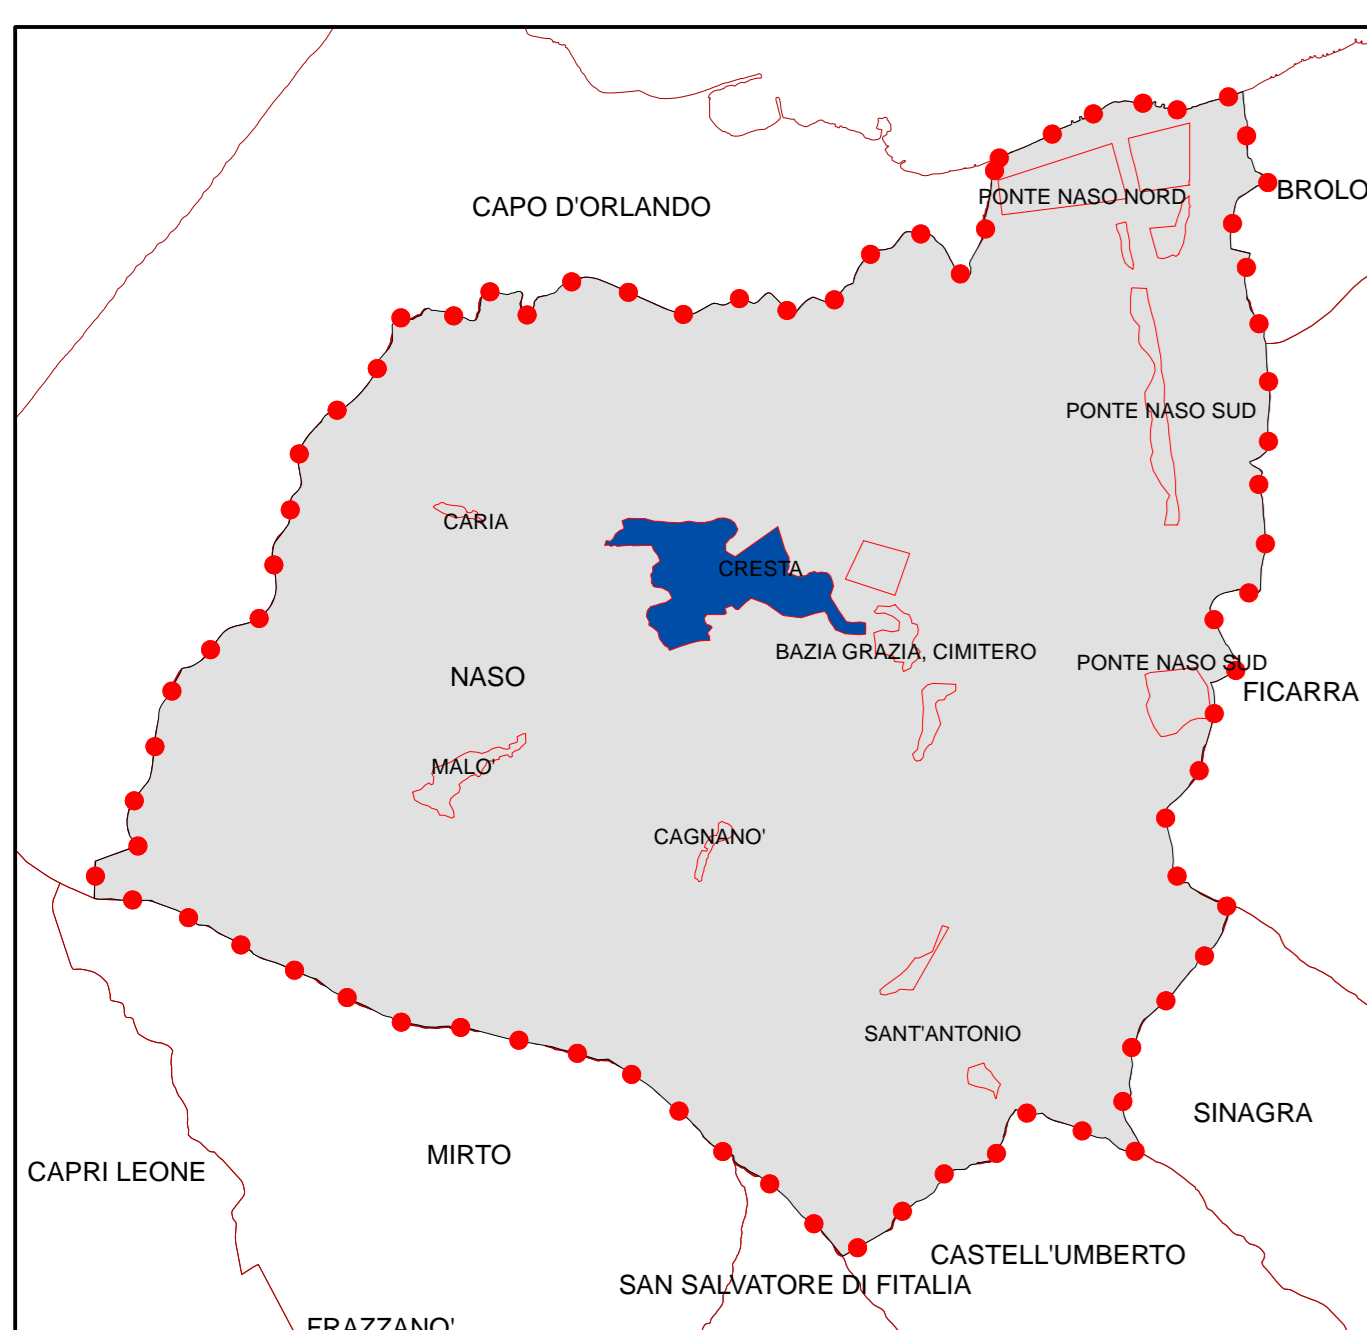 BROLO
PONTE NASO NORD
CAPO D'ORLANDO
PONTE NASO SUD
CARIA
CRESTA
BAZIA GRAZIA, CIMITERO
PONTE NASO SUD
NASO
FICARRA
MALO'
CAGNANO'
SANT'ANTONIO
SINAGRA
MIRTO
CAPRI LEONE
CASTELL'UMBERTO
SAN SALVATORE DI FITALIA
FRAZZANO'